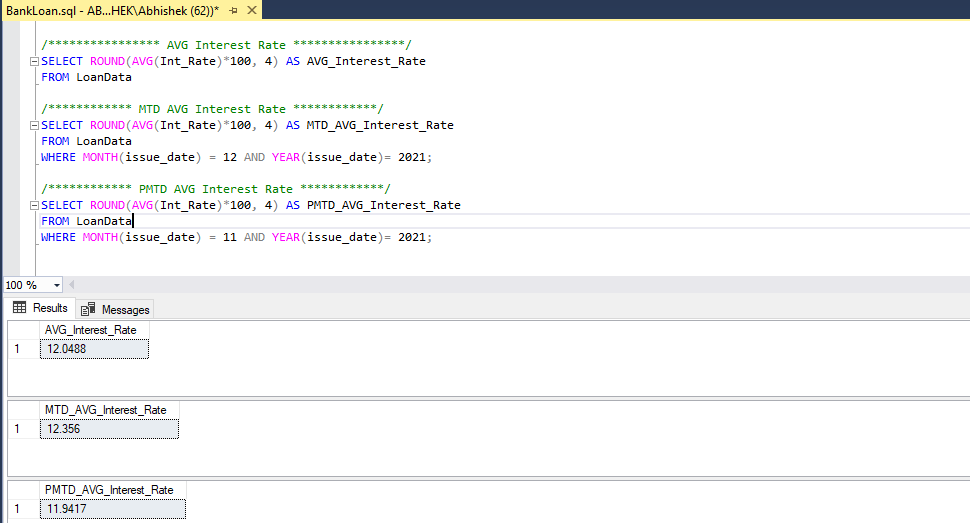 BankLoan.sql - AB...HEK\Abhishek (62))*
/**************** AVG Interest Rate ****************/
SELECT ROUND(AVG(Int_Rate)*100, 4) AS AVG_Interest_Rate
FROM LoanData
/************ MTD AVG Interest Rate ************/
SELECT ROUND(AVG(Int_Rate)*100, 4) AS MTD_AVG_Interest_Rate
FROM LoanData
WHERE MONTH(issue_date) = 12 AND YEAR(issue_date)= 2021;
/************ PMTD AVG Interest Rate ************/
SELECT ROUND(AVG(Int_Rate)*100, 4) AS PMTD_AVG_Interest_Rate
FROM LoanData
WHERE MONTH(issue_date) = 11 AND YEAR(issue_date)= 2021;
100 %
Results Messages
AVG_Interest_Rate
1 12.0488
MTD_AVG_Interest_Rate
1 12.356
PMTD_AVG_Interest_Rate
1 11.9417